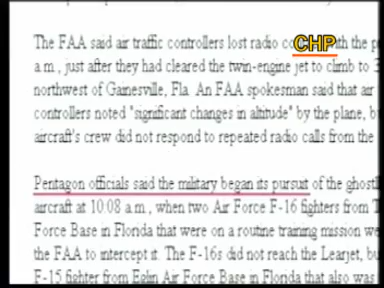 CHP
The FAA said air traffic controllers lost radio co th the p
a.m., just after they had cleared the twin-engine jet to climb to 3
northwest of Gainesville, Fla. An FAA spokesman said that air
controllers noted "significant changes in altitude" by the plane, b
aircraft's crew did not respond to repeated radio calls from the
Pentagon officials said the military began its pursuit of the ghostl
aircraft at 10:08 a.m., when two Air Force F-16 fighters from T
Force Base in Florida that were on a routine training mission we
the FAA to intercept it. The F-16s did not reach the Learjet, bu
F-15 fighter from Eglin Air Force Base in Florida that also was